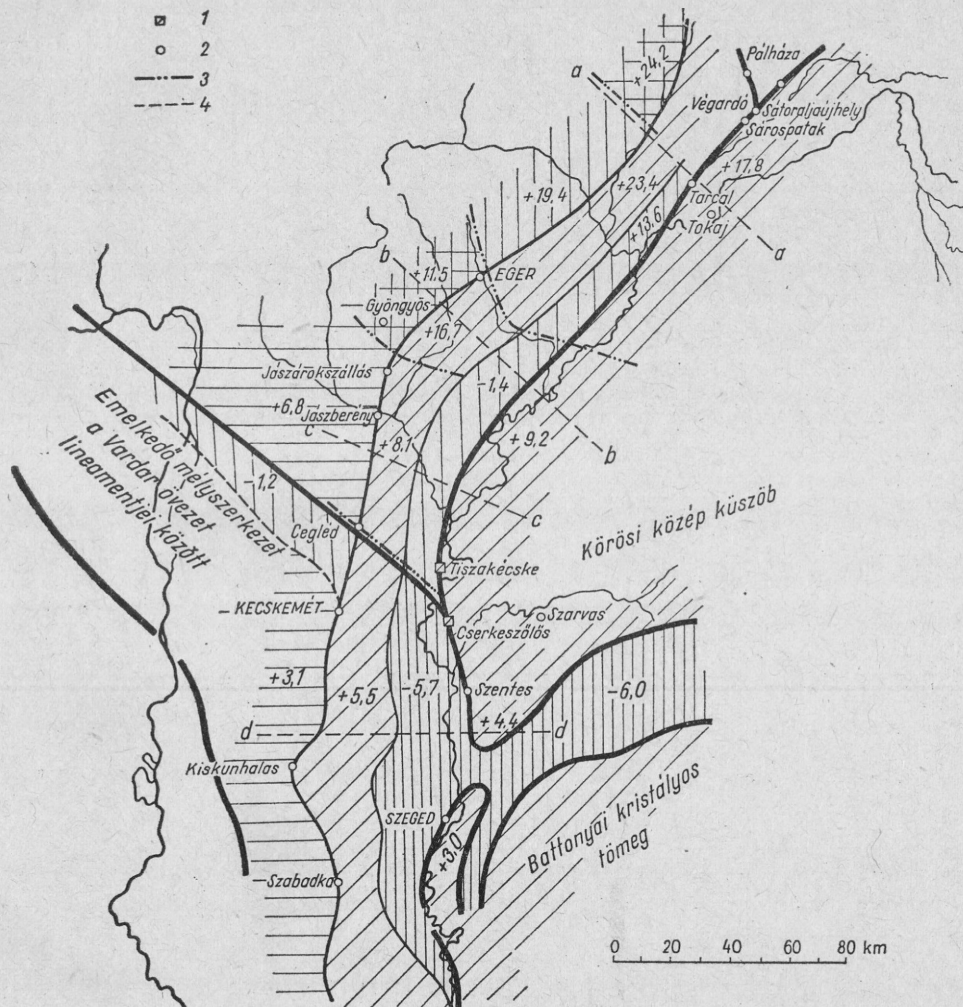 1
2
3
4
a
+24,2
Pálháza
Végardó
Sátoraljaújhely
Sárospatak
+17,8
+19,4
+23,4
Tarcal
+13,6
Tokaj
a
b
+11,5
EGER
Gyöngyös
+16,7
Jászárokszállás
-1,4
+6,8
Jászberény
c
+8,1
+9,2
b
Emelkedő mélyszerkezet
a Vardar övezet
lineamentjei között
-1,2
c
Cegléd
Körösi közép küszöb
Tiszakécske
KECSKEMÉT
Szarvas
Cserkeszőlős
+3,1
+5,5
-5,7
Szentes
-6,0
+4,4
d
d
Kiskunhalas
SZEGED
Battonyai kristályos
tömeg
+3,0
Szabadka
0 20 40 60 80 km